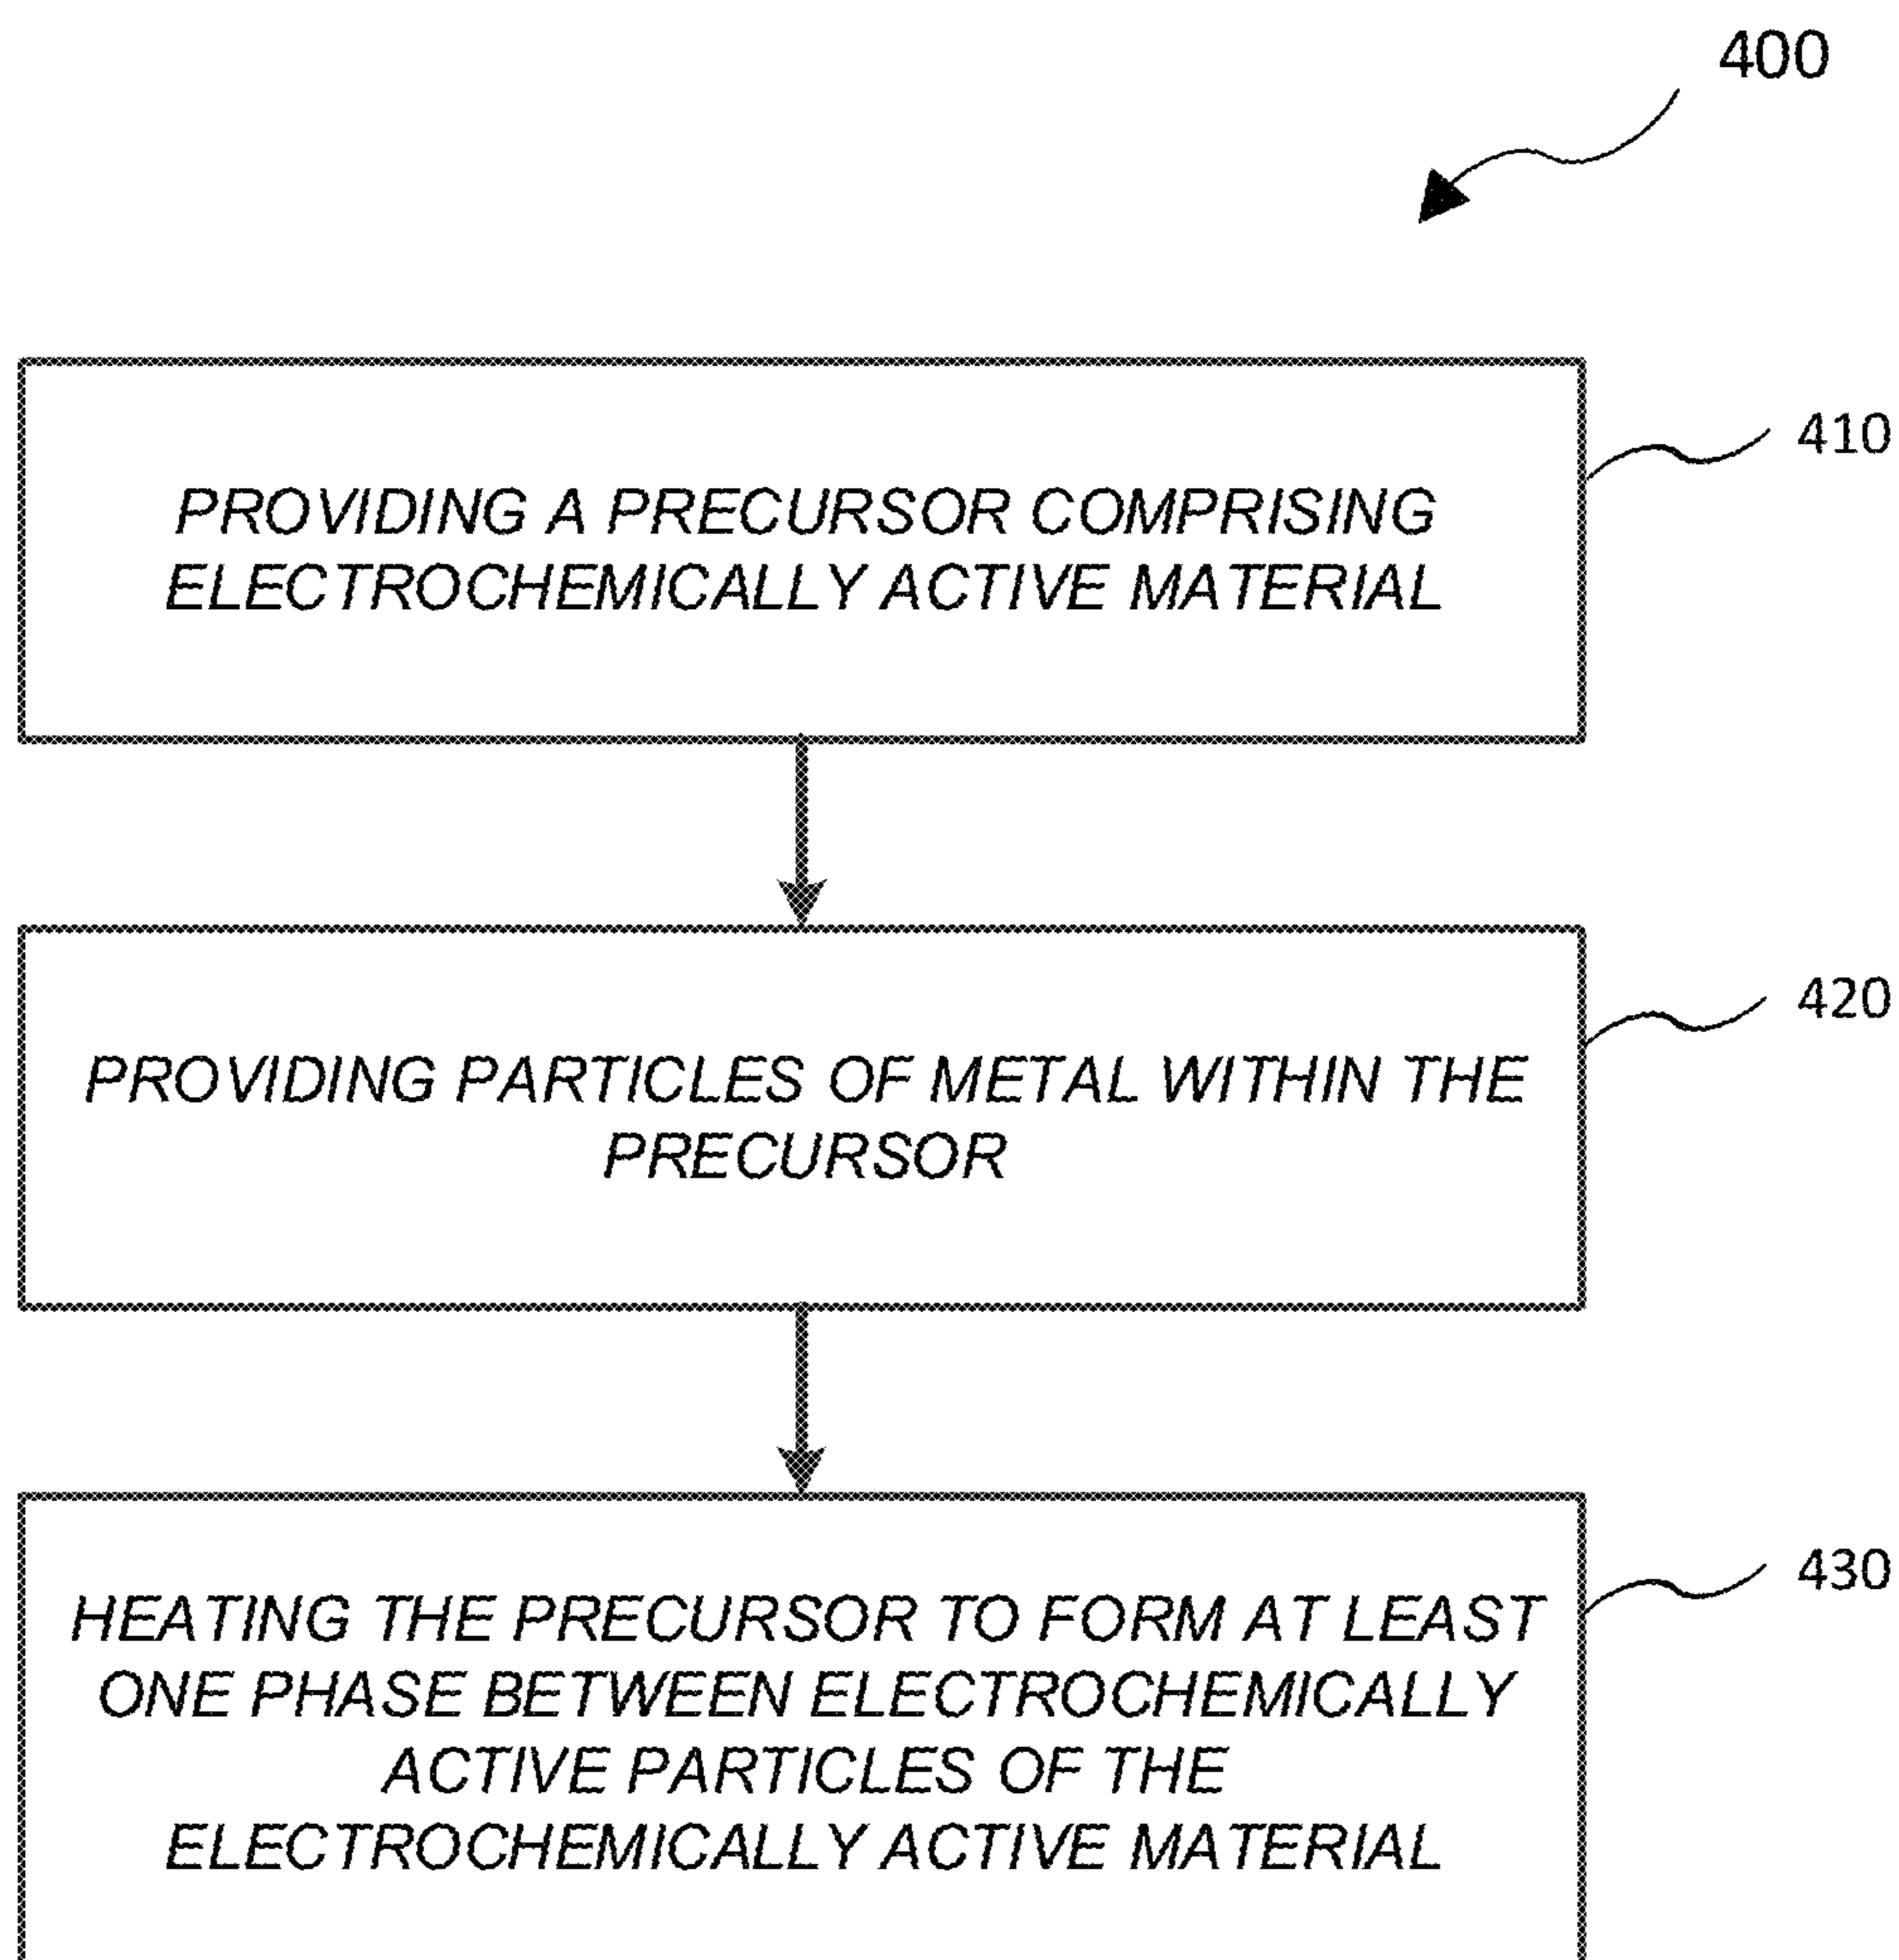 400
410
PROVIDING A PRECURSOR COMPRISING
ELECTROCHEMICALLY ACTIVE MATERIAL
420
PROVIDING PARTICLES OF METAL WITHIN THE
PRECURSOR
430
HEATING THE PRECURSOR TO FORM AT LEAST
ONE PHASE BETWEEN ELECTROCHEMICALLY
ACTIVE PARTICLES OF THE
ELECTROCHEMICALLY ACTIVE MATERIAL